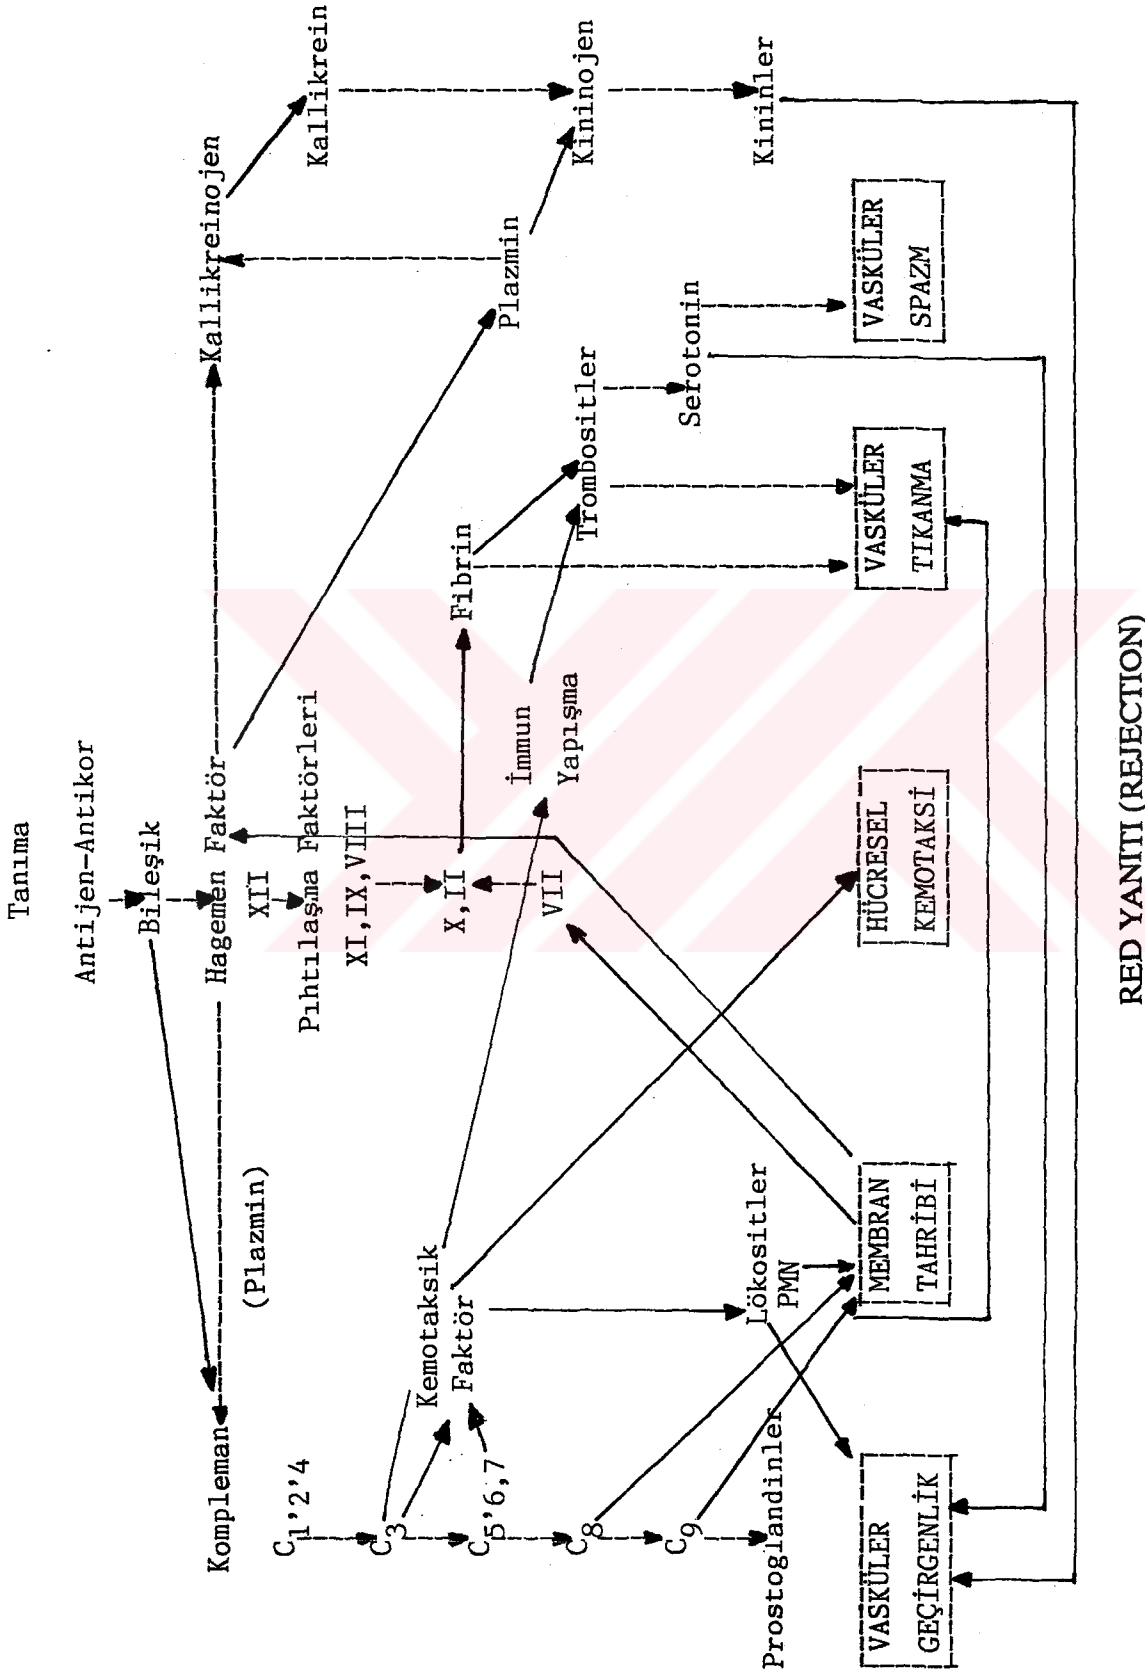 Tanıma
Antijen-Antikor
Bileşik
Kompleman
Hagemen Faktör
Kallikreinojen
(Plazmin)
XII
C1,2,4
Pıhtılaşma Faktörleri
Kallikrein
XI,IX,VIII
C3
Kemotaksik
Faktör
X,II
Fibrin
C5,6,7
Plazmin
İmmun
Yapışma
VII
C8
Trombositler
Kininojen
C9
Serotonin
Lökositler
PMN
Prostoglandinler
Kininler
VASKÜLER
GEÇİRGENLİK
MEMBRAN
TAHRİBİ
HÜCRESEL
KEMOTAKSİ
VASKÜLER
TIKANMA
VASKÜLER
SPAZM
RED YANITI (REJECTION)